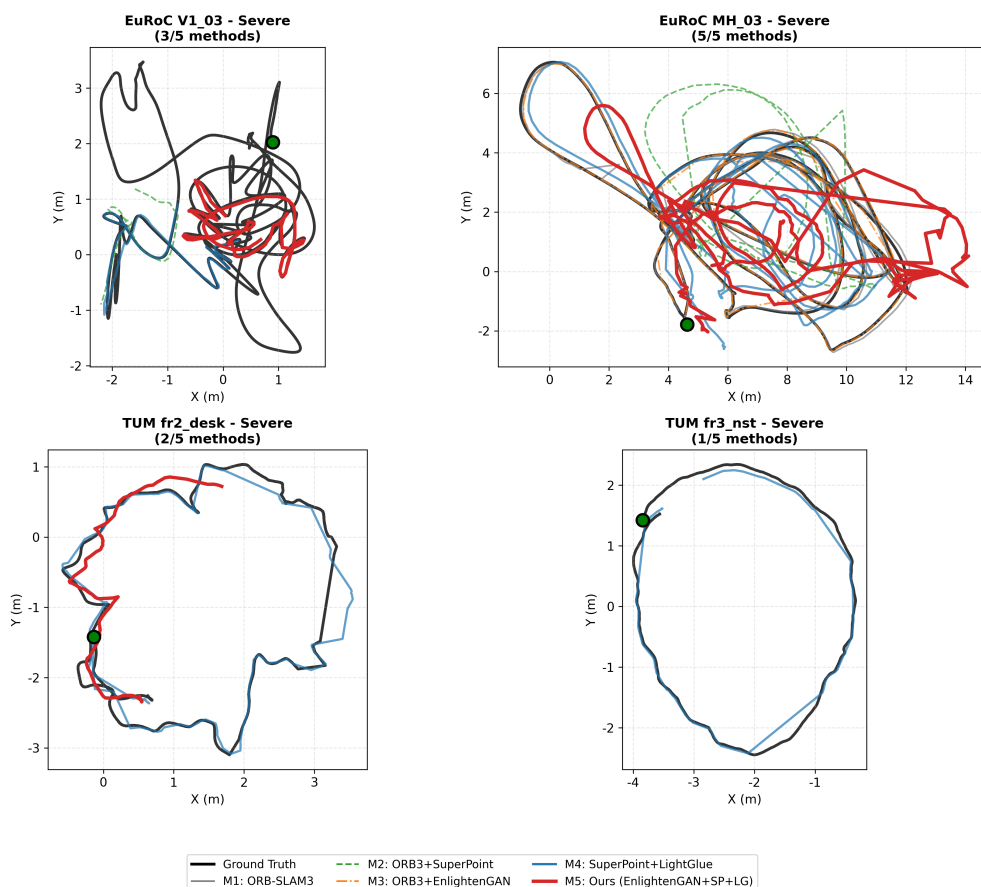 EuRoC V1_03 - Severe
(3/5 methods)
Y (m)
3
2
1
0
-1
-2
-2
-1
0
1
X (m)
EuRoC MH_03 - Severe
(5/5 methods)
Y (m)
6
4
2
0
-2
0
2
4
6
8
10
12
14
X (m)
TUM fr2_desk - Severe
(2/5 methods)
Y (m)
1
0
-1
-2
-3
0
1
2
3
X (m)
TUM fr3_nst - Severe
(1/5 methods)
Y (m)
2
1
0
-1
-2
-4
-3
-2
-1
X (m)
Ground Truth
M1: ORB-SLAM3
M2: ORB3+SuperPoint
M3: ORB3+EnlightenGAN
M4: SuperPoint+LightGlue
M5: Ours (EnlightenGAN+SP+LG)